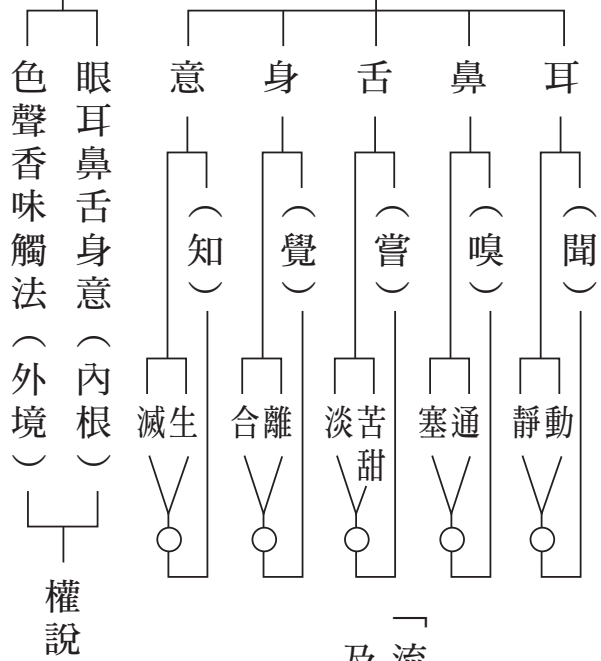 耳
鼻
舌
身
意
（聞）
（嗅）
（嘗）
（覺）
（知）
動
靜
通
塞
苦甜
淡
離
合
生
滅
眼耳鼻舌身意（內根）
色聲香味觸法（外境）
權說
「流
及